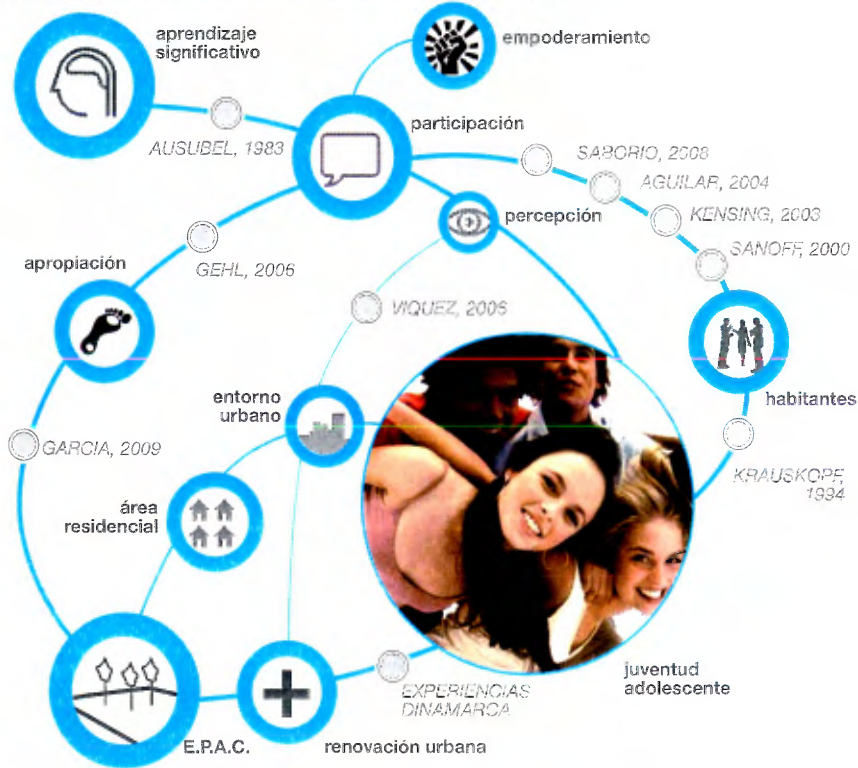 aprendizaje
significativo
empoderamiento
AUSUBEL, 1983
participación
SABORIO, 2008
AGUILAR, 2004
KENSING, 2003
SANOFF, 2000
percepción
apropiación
GEHL, 2006
VIQUEZ, 2006
entorno
urbano
habitantes
GARCIA, 2009
KRAUSKOPF,
1994
área
residencial
juventud
adolescente
EXPERIENCIAS
DINAMARCA
E.P.A.C.
renovación urbana